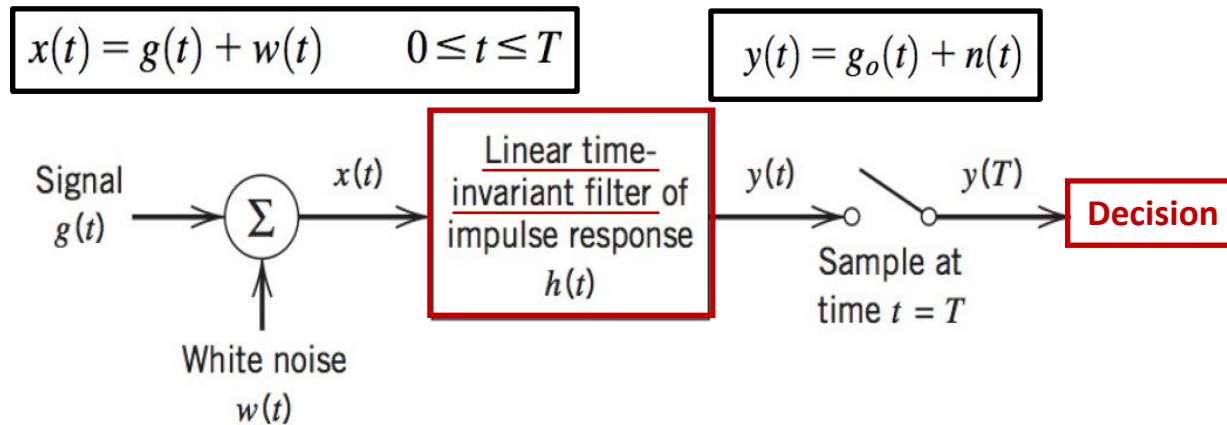 x(t) = g(t) + w(t)  0 ≤ t ≤ T
y(t) = g_o(t) + n(t)
Signal
g(t)
Σ
x(t)
Linear time-
invariant filter of
impulse response
h(t)
y(t)
y(T)
Decision
Sample at
time t = T
White noise
w(t)